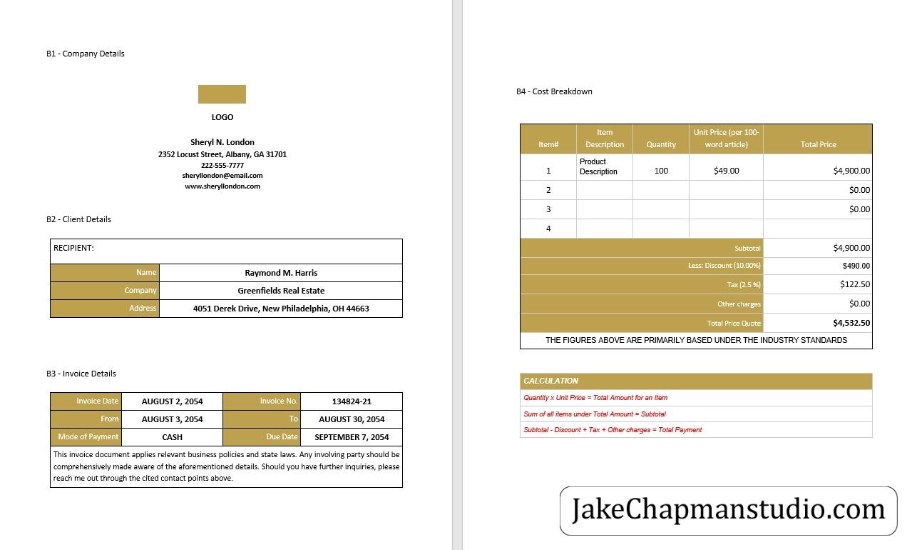 B1 - Company Details
LOGO
Sheryl N. London
2352 Locust Street, Albany, GA 31701
222-555-7777
sheryllondon@email.com
www.sheryllondon.com
B2 - Client Details
RECIPIENT:
Name Raymond M. Harris
Company Greenfields Real Estate
Address 4051 Derek Drive, New Philadelphia, OH 44663
B3 - Invoice Details
Invoice Date AUGUST 2, 2054 Invoice No. 134824-21
From AUGUST 3, 2054 To AUGUST 30, 2054
Mode of Payment CASH Due Date SEPTEMBER 7, 2054
This invoice document applies relevant business policies and state laws. Any involving party should be
comprehensively made aware of the aforementioned details. Should you have further inquiries, please
reach me out through the cited contact points above.
B4 - Cost Breakdown
Item# Item Description Quantity Unit Price (per 100-word article) Total Price
1 Product Description 100 $49.00 $4,900.00
2 $0.00
3 $0.00
4
Subtotal $4,900.00
Less: Discount (10.00%) $490.00
Tax (2.5 %) $122.50
Other charges $0.00
Total Price Quote $4,532.50
THE FIGURES ABOVE ARE PRIMARILY BASED UNDER THE INDUSTRY STANDARDS
CALCULATION
Quantity x Unit Price = Total Amount for an Item
Sum of all items under Total Amount = Subtotal
Subtotal - Discount + Tax + Other charges = Total Payment
JakeChapmanstudio.com